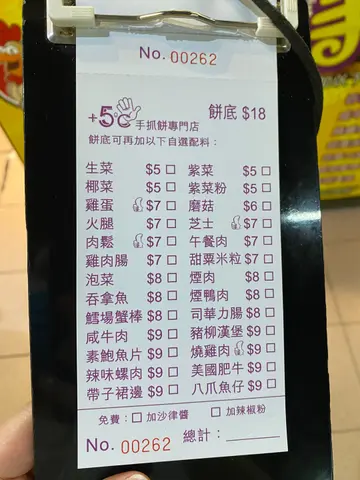 No. 00262
+5℃ 手抓餅專門店 餅底 $18
餅底可再加以下自選配料：
生菜 $5 □ 紫菜 $5 □
椰菜 $5 □ 紫菜粉 $5 □
雞蛋 $7 □ 磨菇 $6 □
火腿 $7 □ 芝士 $7 □
肉鬆 $7 □ 午餐肉 $7 □
雞肉腸 $7 □ 甜粟米粒 $7 □
泡菜 $8 □ 煙肉 $8 □
吞拿魚 $8 □ 煙鴨肉 $8 □
鱈場蟹棒 $8 □ 司華力腸 $8 □
咸牛肉 $9 □ 豬柳漢堡 $9 □
素鮑魚片 $9 □ 燒雞肉 $9 □
辣味螺肉 $9 □ 美國肥牛 $9 □
帶子裙邊 $9 □ 八爪魚仔 $9 □
免費：□ 加沙律醬 □ 加辣椒粉
No. 00262 總計：